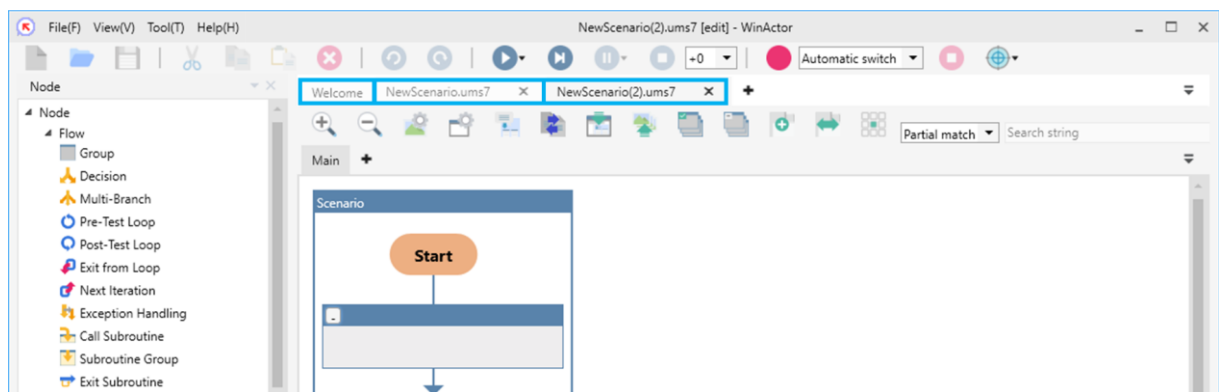 File(F) View(V) Tool(T) Help(H) NewScenario(2).ums7 [edit] - WinActor
+0 Automatic switch
Node
Welcome NewScenario.ums7 NewScenario(2).ums7
Node
Flow
Group
Decision
Multi-Branch
Pre-Test Loop
Post-Test Loop
Exit from Loop
Next Iteration
Exception Handling
Call Subroutine
Subroutine Group
Exit Subroutine
Partial match Search string
Main
Scenario
Start